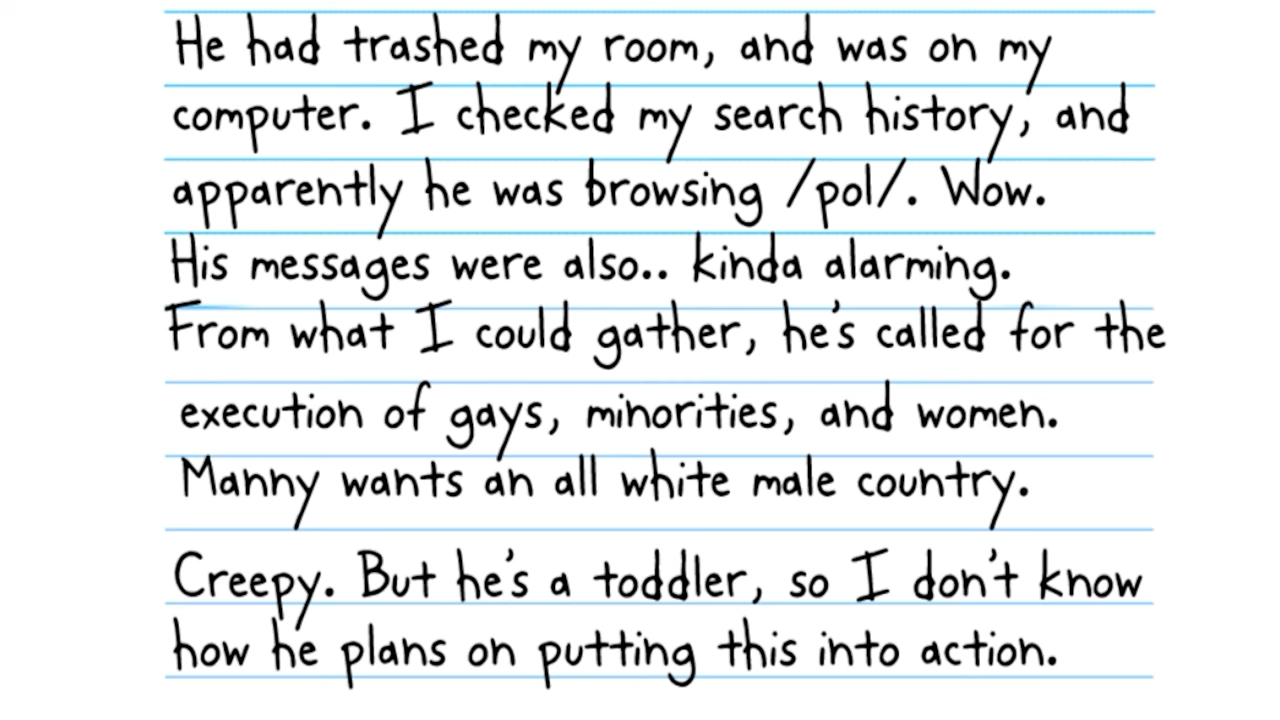 He had trashed my room, and was on my
computer. I checked my search history, and
apparently he was browsing /pol/. Wow.
His messages were also.. kinda alarming.
From what I could gather, he's called for the
execution of gays, minorities, and women.
Manny wants an all white male country.
Creepy. But he's a toddler, so I don't know
how he plans on putting this into action.